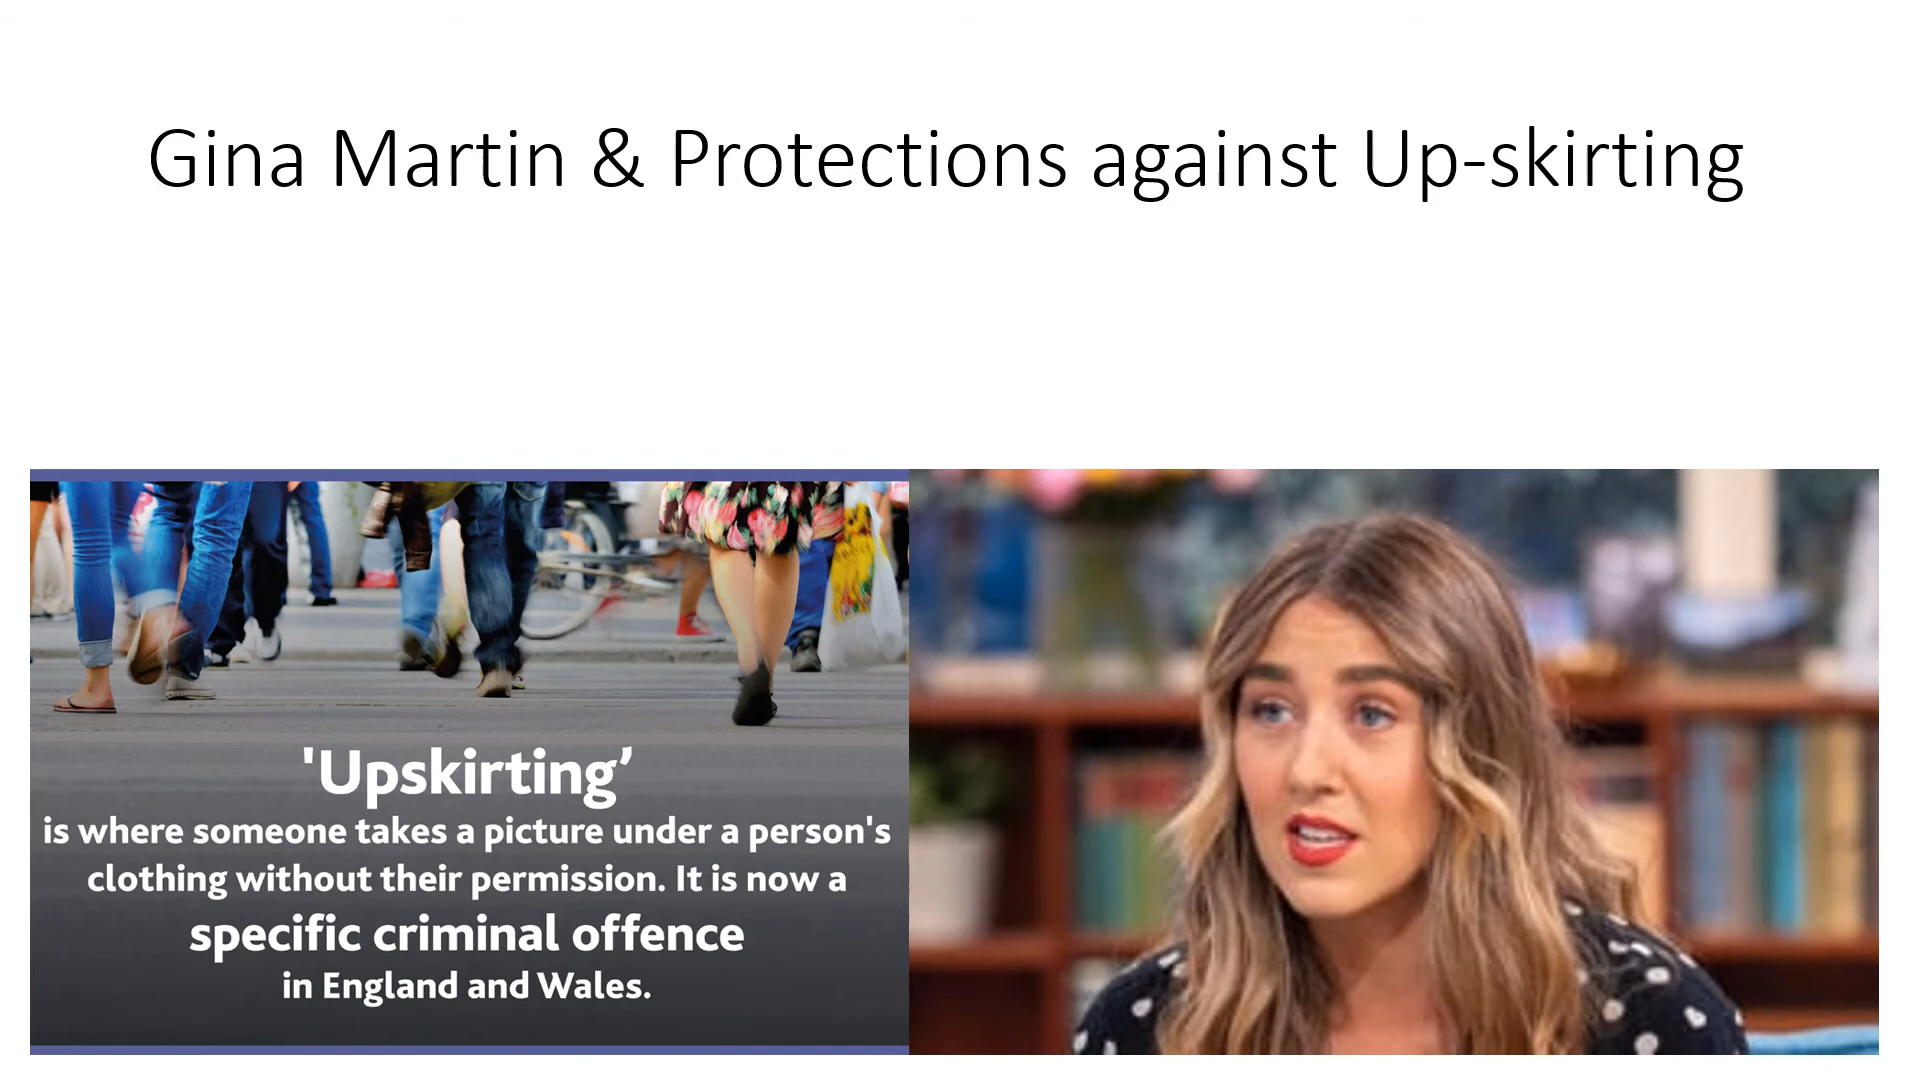 Gina Martin & Protections against Up-skirting
'Upskirting’
is where someone takes a picture under a person's
clothing without their permission. It is now a
specific criminal offence
in England and Wales.